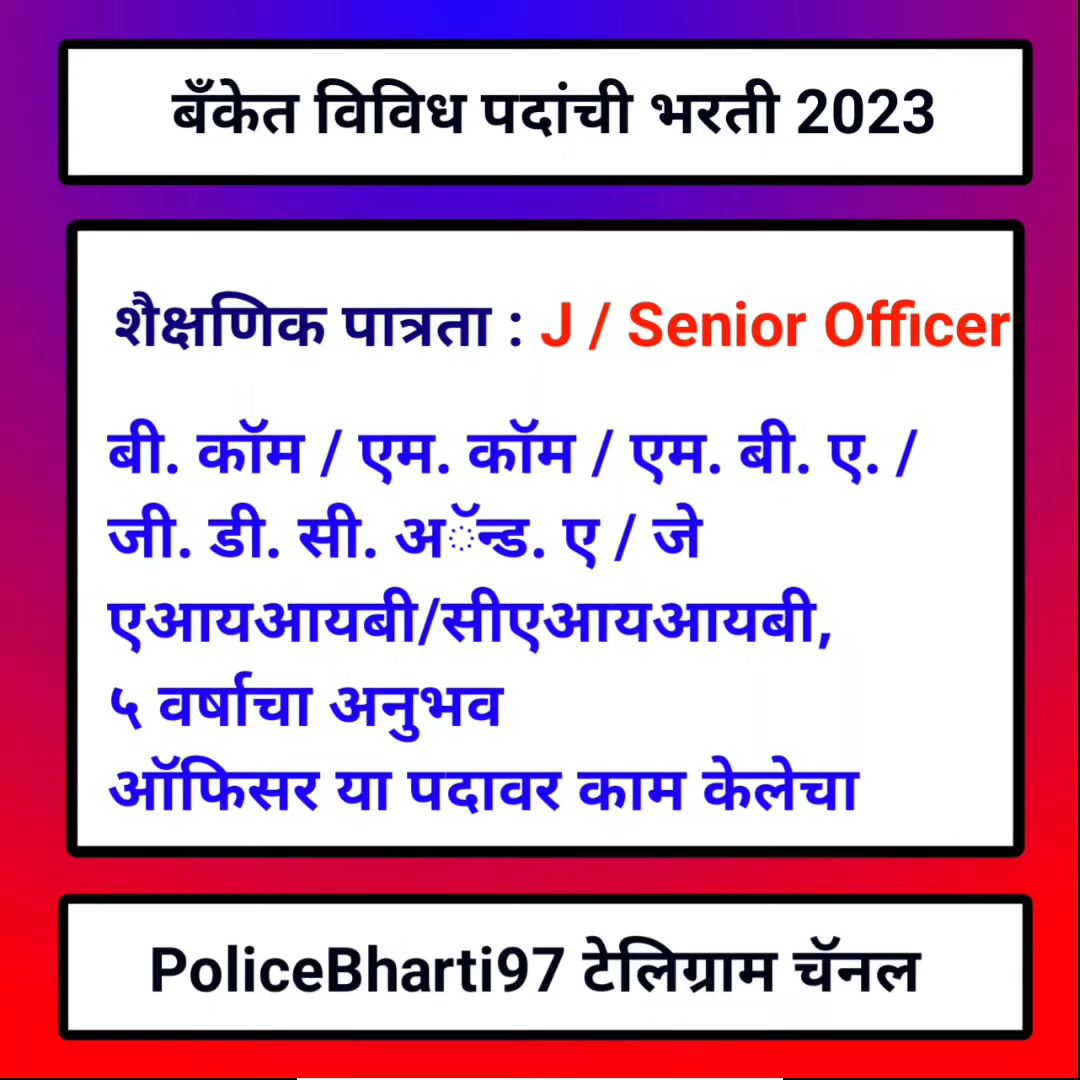 बँकेत विविध पदांची भरती 2023
शैक्षणिक पात्रता : J / Senior Officer
बी. कॉम / एम. कॉम / एम. बी. ए. /
जी. डी. सी. अॅन्ड. ए / जे
एआयआयबी/सीएआयआयबी,
५ वर्षाचा अनुभव
ऑफिसर या पदावर काम केलेचा
PoliceBharti97 टेलिग्राम चॅनल